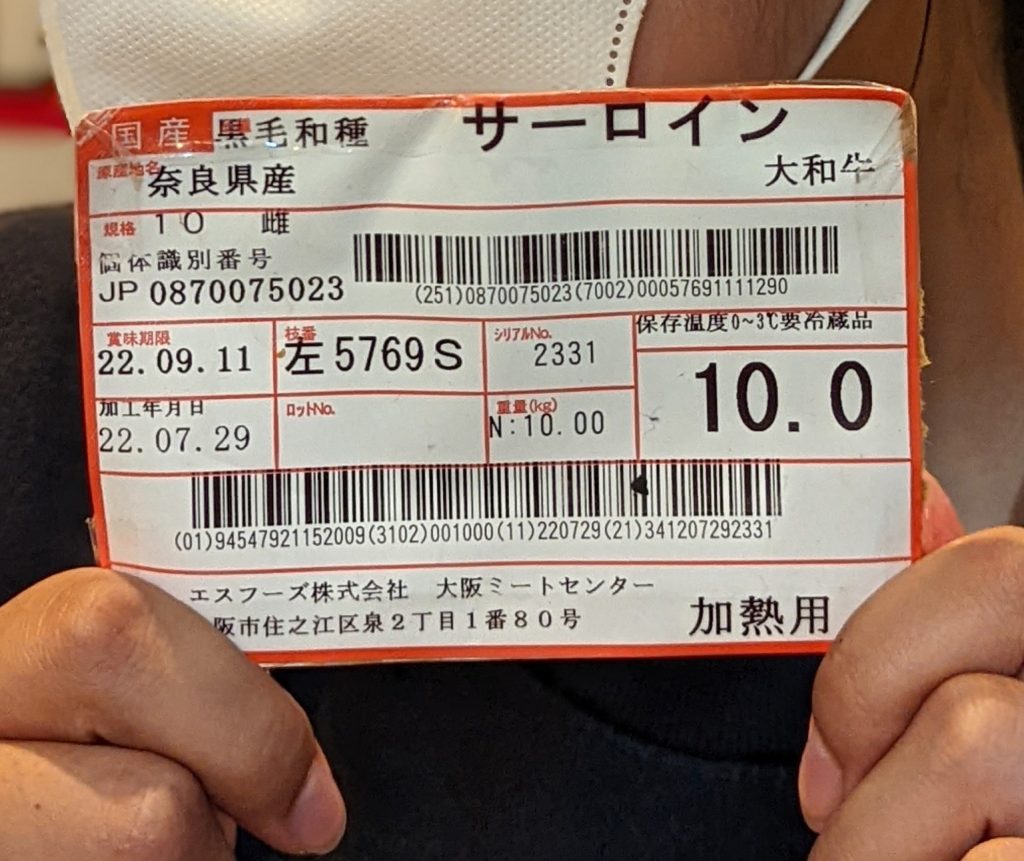 国産 黒毛和種 サーロイン
原産地名 奈良県産 大和牛
規格 10 雌
個体識別番号
JP 0870075023
(251)0870075023(7002)00057691111290
賞味期限 22.09.11
枝番 左5769S
シリアルNo. 2331
保存温度0~3℃要冷蔵品
10.0
加工年月日 22.07.29
ロットNo.
重量(kg) N:10.00
(01)94547921152009(3102)001000(11)220729(21)341207292331
エスフーズ株式会社 大阪ミートセンター
阪市住之江区泉2丁目1番80号
加熱用